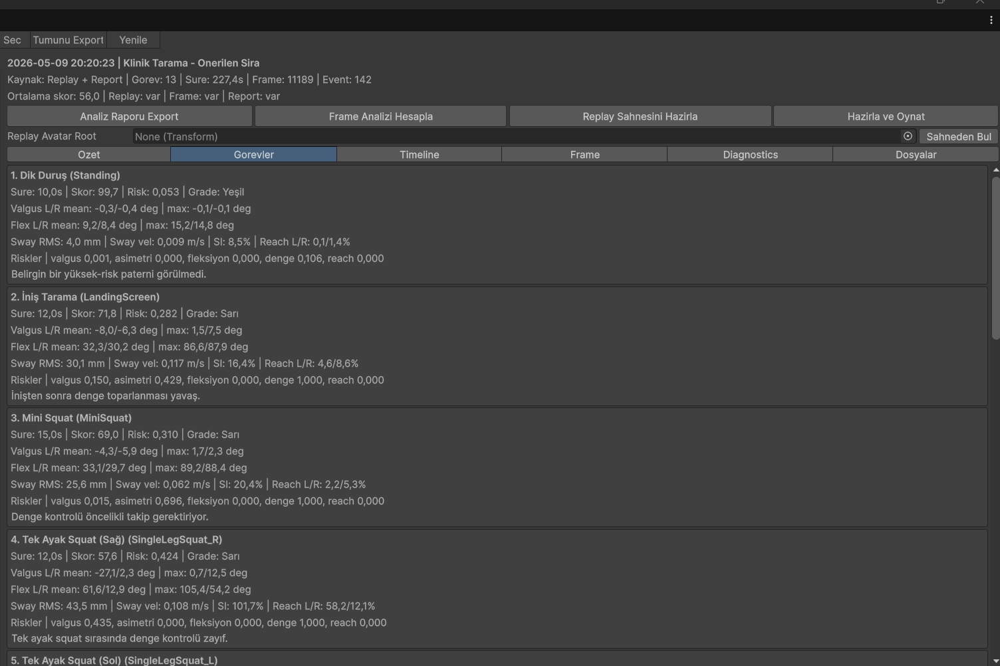 Sec Tumunu Export Yenile
2026-05-09 20:20:23 | Klinik Tarama - Onerilen Sira
Kaynak: Replay + Report | Gorev: 13 | Sure: 227,4s | Frame: 11189 | Event: 142
Ortalama skor: 56,0 | Replay: var | Frame: var | Report: var
Analiz Raporu Export Frame Analizi Hesapla Replay Sahnesini Hazirla Hazirla ve Oynat
Replay Avatar Root None (Transform) Sahneden Bul
Ozet Gorevler Timeline Frame Diagnostics Dosyalar
1. Dik Duruş (Standing)
Sure: 10,0s | Skor: 99,7 | Risk: 0,053 | Grade: Yeşil
Valgus L/R mean: -0,3/-0,4 deg | max: -0,1/-0,1 deg
Flex L/R mean: 9,2/8,4 deg | max: 15,2/14,8 deg
Sway RMS: 4,0 mm | Sway vel: 0,009 m/s | SI: 8,5% | Reach L/R: 0,1/1,4%
Riskler | valgus 0,001, asimetri 0,000, fleksiyon 0,000, denge 0,106, reach 0,000
Belirgin bir yüksek-risk paterni görülmedi.
2. İniş Tarama (LandingScreen)
Sure: 12,0s | Skor: 71,8 | Risk: 0,282 | Grade: Sarı
Valgus L/R mean: -8,0/-6,3 deg | max: 1,5/7,5 deg
Flex L/R mean: 32,3/30,2 deg | max: 86,6/87,9 deg
Sway RMS: 30,1 mm | Sway vel: 0,117 m/s | SI: 16,4% | Reach L/R: 4,6/8,6%
Riskler | valgus 0,150, asimetri 0,429, fleksiyon 0,000, denge 1,000, reach 0,000
İnişten sonra denge toparlanması yavaş.
3. Mini Squat (MiniSquat)
Sure: 15,0s | Skor: 69,0 | Risk: 0,310 | Grade: Sarı
Valgus L/R mean: -4,3/-5,9 deg | max: 1,7/2,3 deg
Flex L/R mean: 33,1/29,7 deg | max: 89,2/88,4 deg
Sway RMS: 25,6 mm | Sway vel: 0,062 m/s | SI: 20,4% | Reach L/R: 2,2/5,3%
Riskler | valgus 0,015, asimetri 0,696, fleksiyon 0,000, denge 1,000, reach 0,000
Denge kontrolü öncelikli takip gerektiriyor.
4. Tek Ayak Squat (Sağ) (SingleLegSquat_R)
Sure: 12,0s | Skor: 57,6 | Risk: 0,424 | Grade: Sarı
Valgus L/R mean: -27,1/2,3 deg | max: 0,7/12,5 deg
Flex L/R mean: 61,6/12,9 deg | max: 105,4/54,2 deg
Sway RMS: 43,5 mm | Sway vel: 0,108 m/s | SI: 101,7% | Reach L/R: 58,2/12,1%
Riskler | valgus 0,435, asimetri 0,000, fleksiyon 0,000, denge 1,000, reach 0,000
Tek ayak squat sırasında denge kontrolü zayıf.
5. Tek Ayak Squat (Sol) (SingleLegSquat_L)